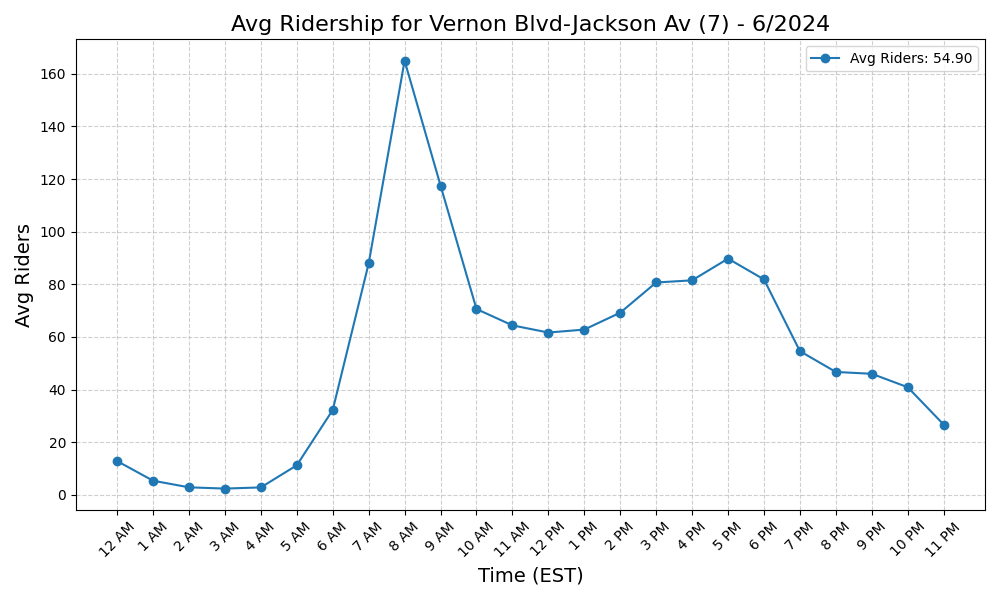 Avg Ridership for Vernon Blvd-Jackson Av (7) - 6/2024
Avg Riders: 54.90
Avg Riders
160
140
120
100
80
60
40
20
0
12 AM
1 AM
2 AM
3 AM
4 AM
5 AM
6 AM
7 AM
8 AM
9 AM
10 AM
11 AM
12 PM
1 PM
2 PM
3 PM
4 PM
5 PM
6 PM
7 PM
8 PM
9 PM
10 PM
11 PM
Time (EST)